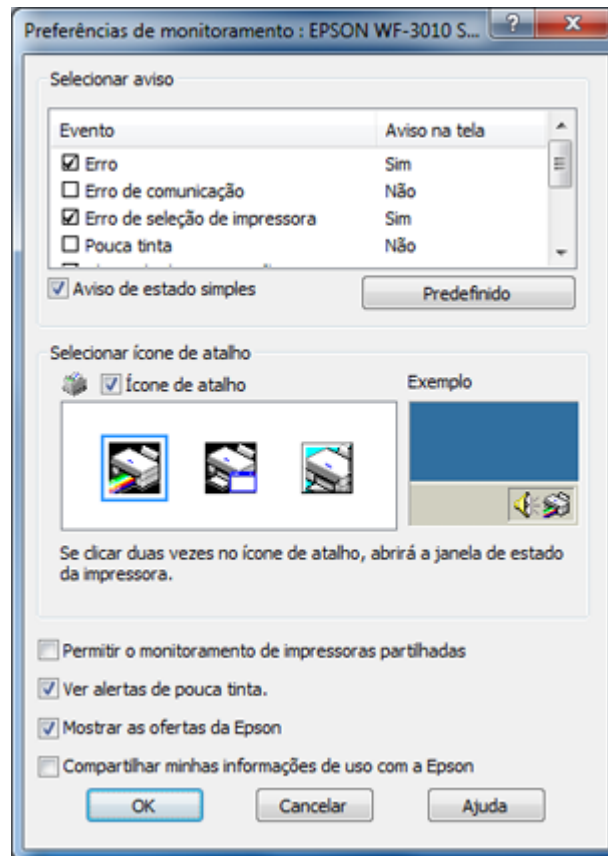 Preferências de monitoramento : EPSON WF-3010 S...
Selecionar aviso
Evento Aviso na tela
Erro Sim
Erro de comunicação Não
Erro de seleção de impressora Sim
Pouca tinta Não
Aviso de estado simples Predefinido
Selecionar ícone de atalho
Ícone de atalho Exemplo
Se clicar duas vezes no ícone de atalho, abrirá a janela de estado
da impressora.
Permitir o monitoramento de impressoras partilhadas
Ver alertas de pouca tinta.
Mostrar as ofertas da Epson
Compartilhar minhas informações de uso com a Epson
OK Cancelar Ajuda